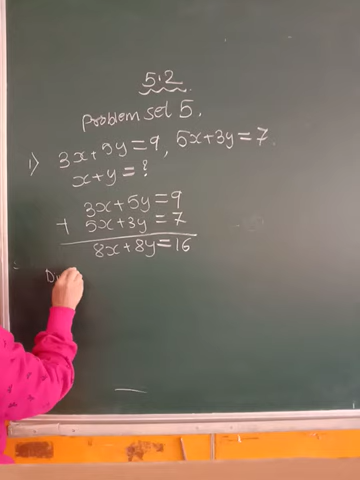 5.2
Problem set 5.
1) 3x+5y=9, 5x+3y=7.
x+y=?
3x+5y=9
+ 5x+3y=7
8x+8y=16